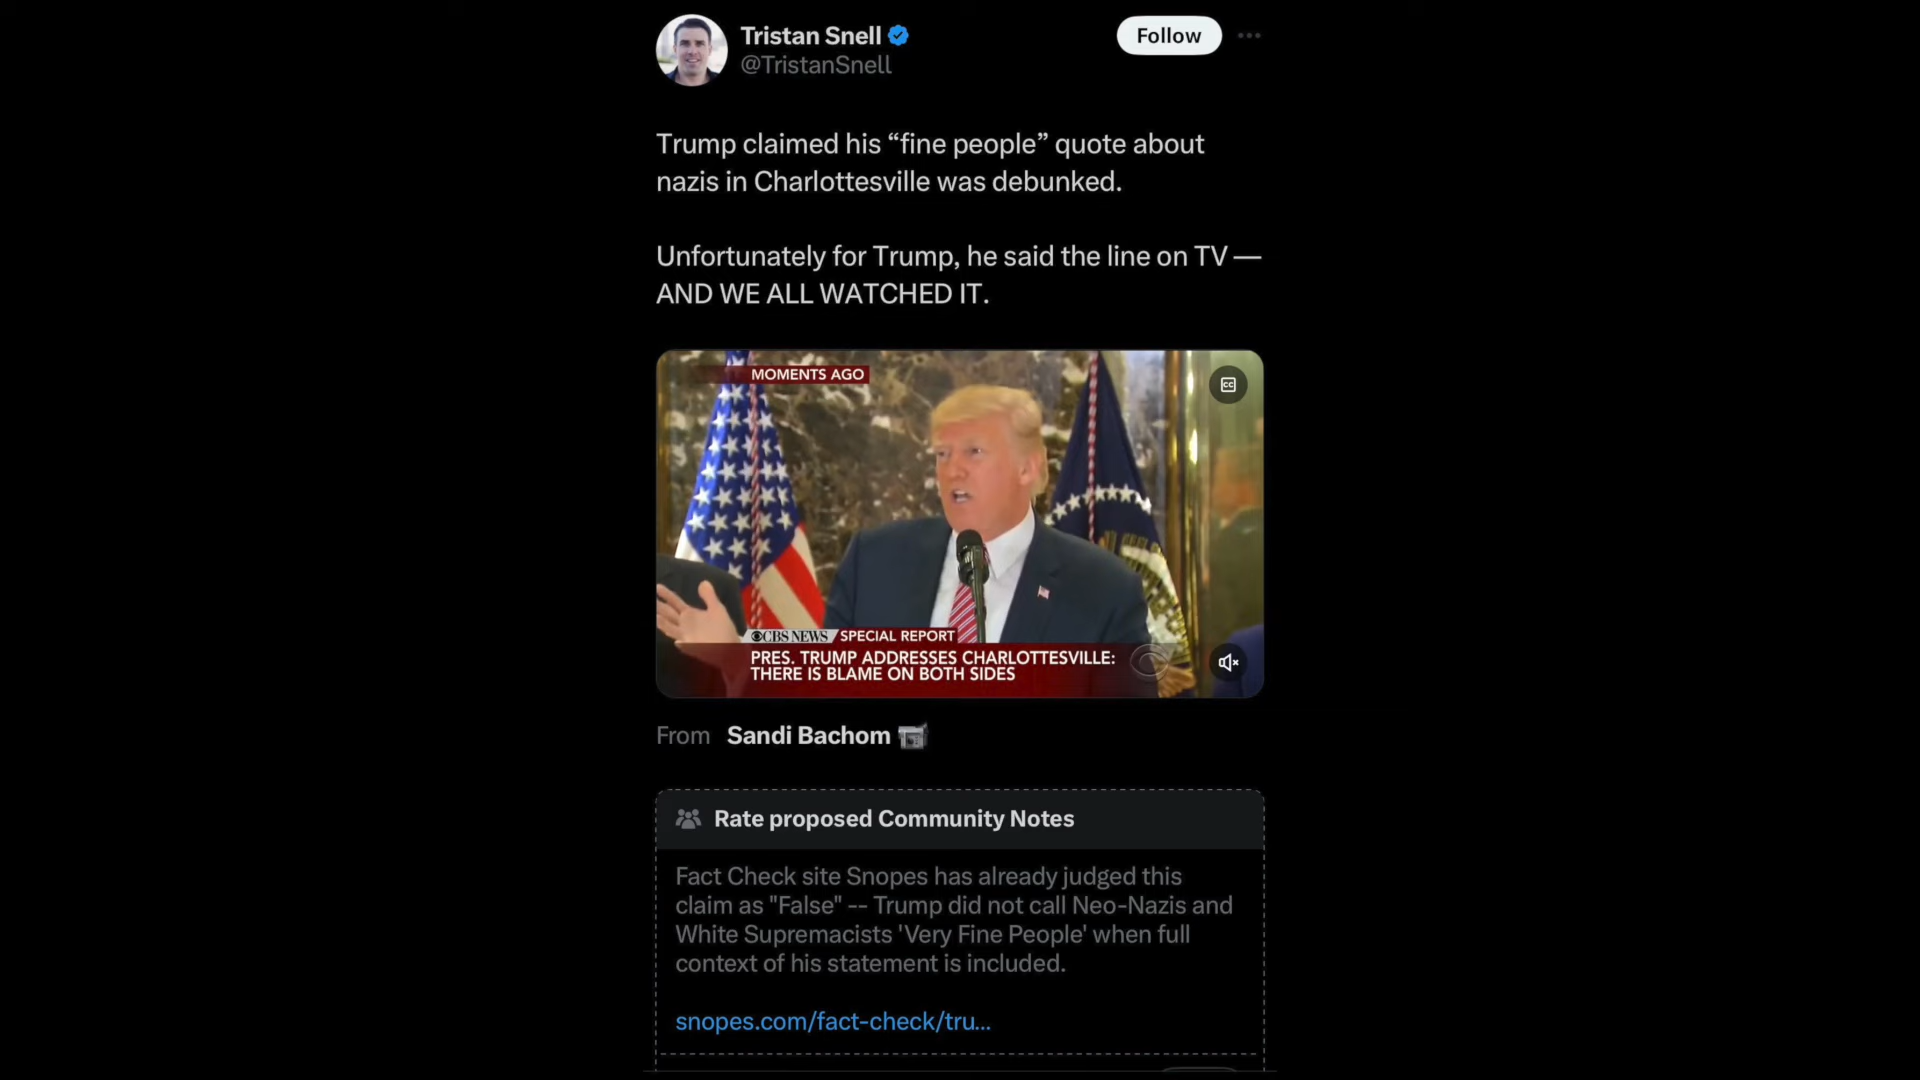 Tristan Snell
Follow
@TristanSnell
Trump claimed his “fine people” quote about
nazis in Charlottesville was debunked.
Unfortunately for Trump, he said the line on TV —
AND WE ALL WATCHED IT.
MOMENTS AGO
CC
CBS NEWS SPECIAL REPORT
PRES. TRUMP ADDRESSES CHARLOTTESVILLE:
THERE IS BLAME ON BOTH SIDES
From Sandi Bachom
Rate proposed Community Notes
Fact Check site Snopes has already judged this
claim as "False" -- Trump did not call Neo-Nazis and
White Supremacists 'Very Fine People' when full
context of his statement is included.
snopes.com/fact-check/tru...